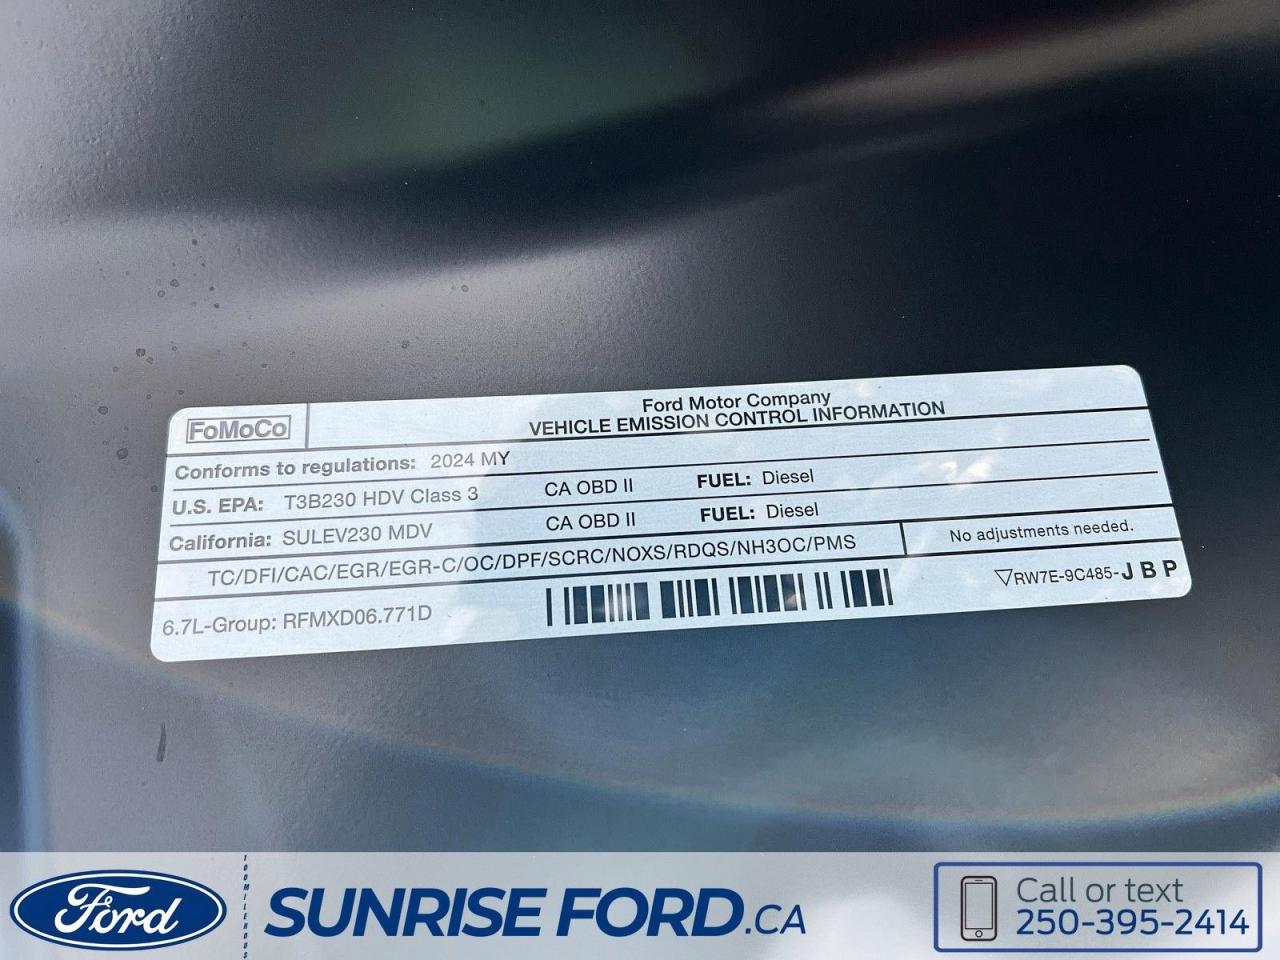 FoMoCo
Ford Motor Company
VEHICLE EMISSION CONTROL INFORMATION
Conforms to regulations: 2024 MY
U.S. EPA: T3B230 HDV Class 3 CA OBD II FUEL: Diesel
California: SULEV230 MDV CA OBD II FUEL: Diesel
TC/DFI/CAC/EGR/EGR-C/OC/DPF/SCRC/NOXS/RDQS/NH3OC/PMS
No adjustments needed.
6.7L-Group: RFMXD06.771D
▽RW7E-9C485-JBP
Ford
100MILEHOUS
SUNRISE FORD.CA
Call or text
250-395-2414